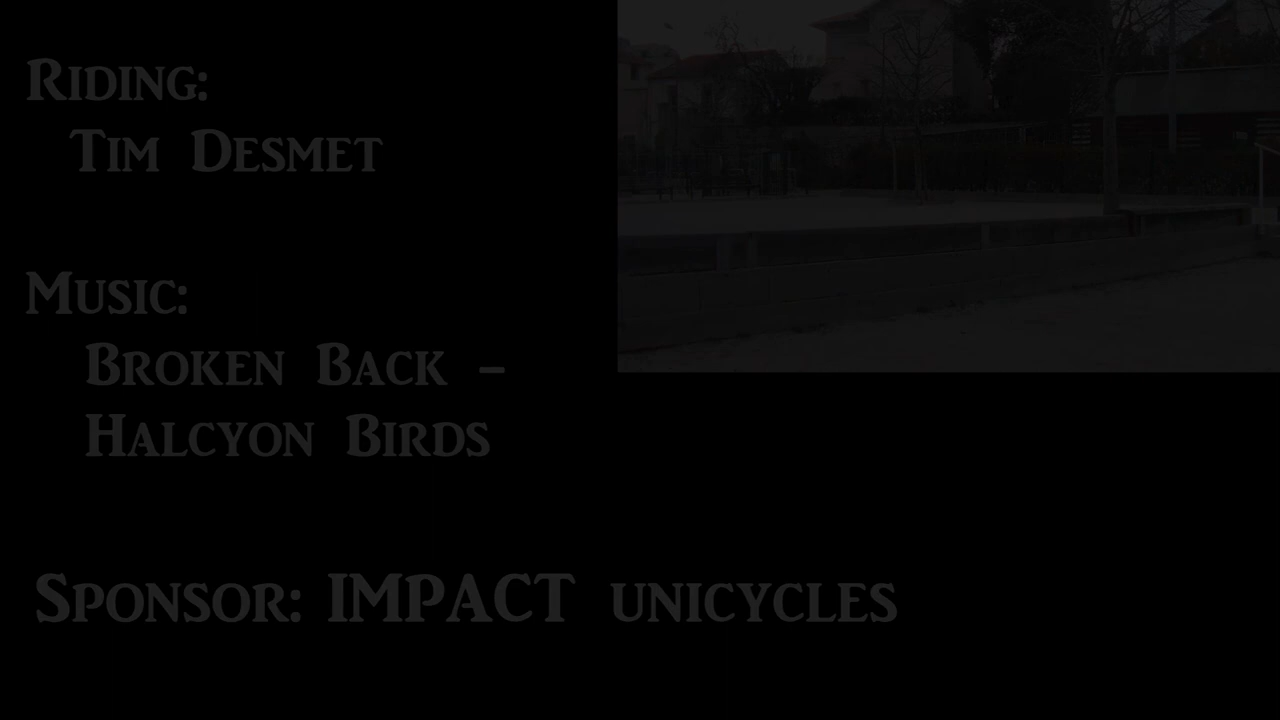 Riding:
Tim Desmet
Music:
Broken Back –
Halcyon Birds
Sponsor: IMPACT unicycles